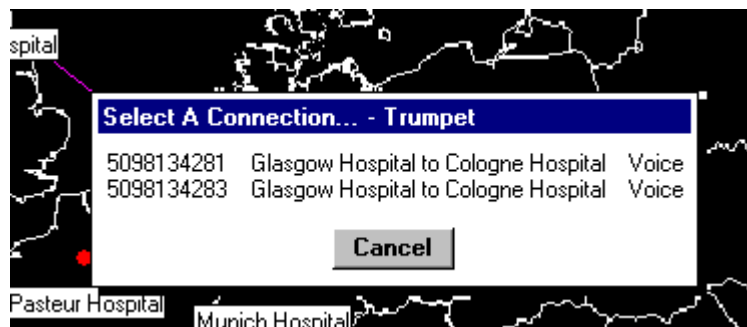 spital
Select A Connection... - Trumpet
5098134281 Glasgow Hospital to Cologne Hospital Voice
5098134283 Glasgow Hospital to Cologne Hospital Voice
Cancel
Pasteur Hospital
Munich Hospital